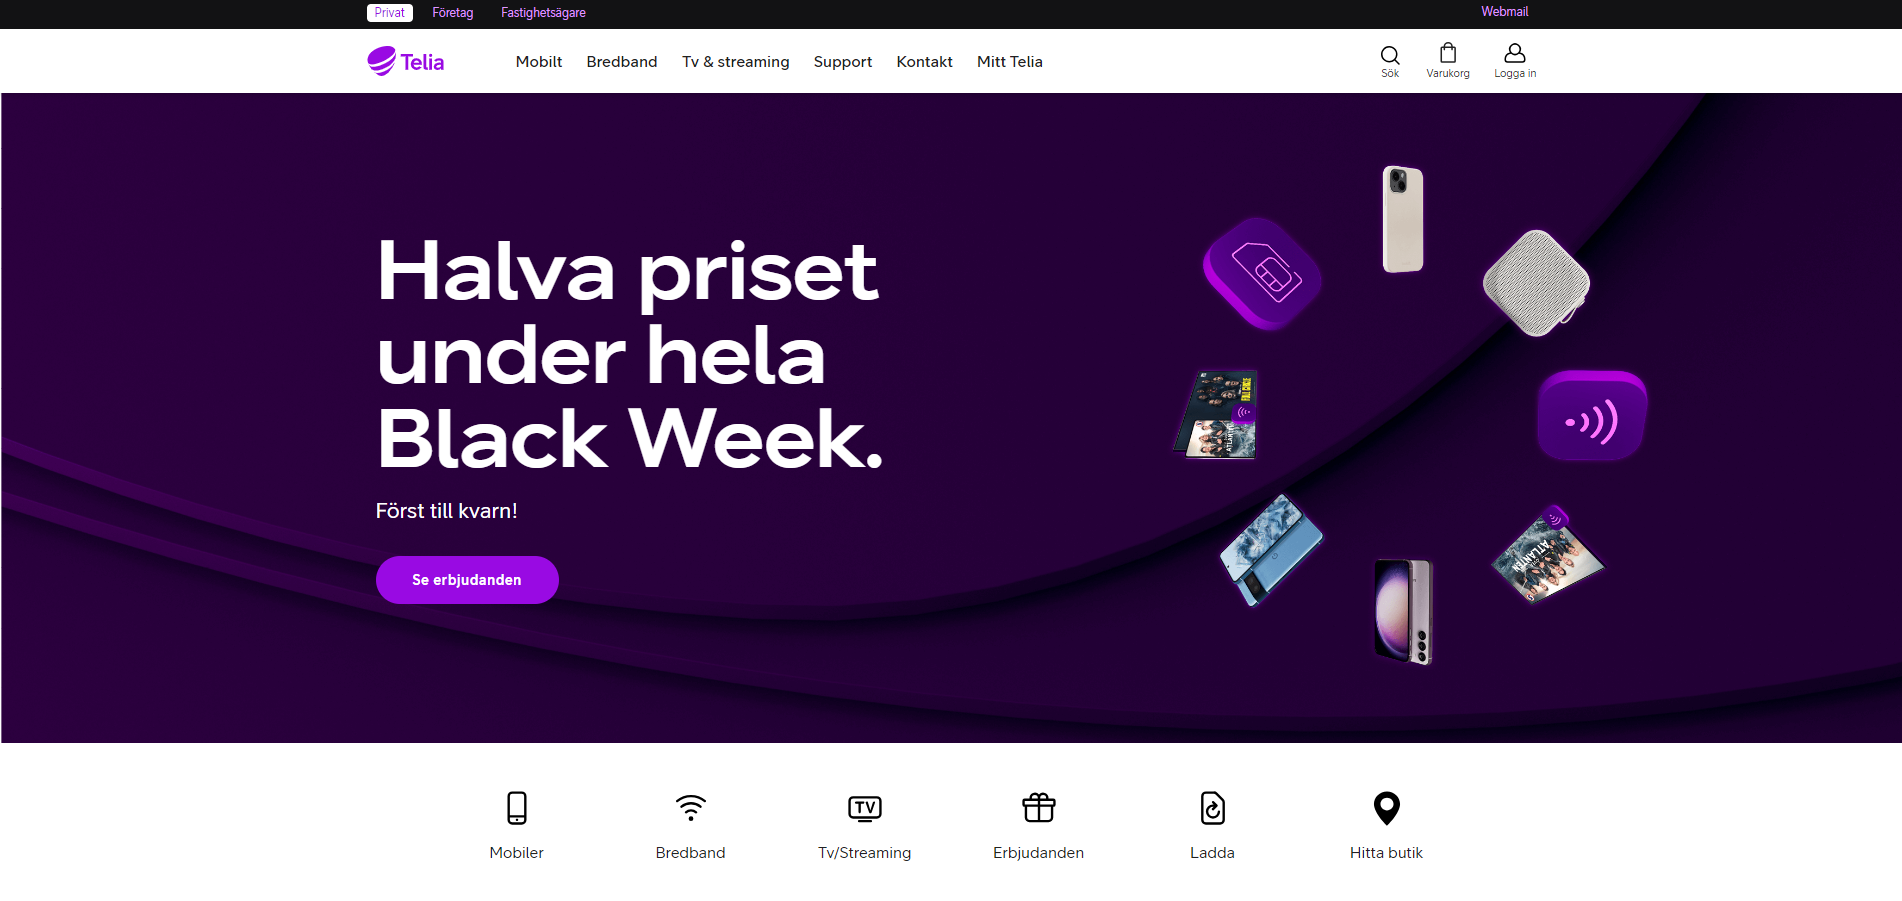 Privat Företag Fastighetsägare Webmail
Telia Mobilt Bredband Tv & streaming Support Kontakt Mitt Telia Sök Varukorg Logga in
Halva priset
under hela
Black Week.
Först till kvarn!
Se erbjudanden
ATLANTEN
TV
Mobiler Bredband Tv/Streaming Erbjudanden Ladda Hitta butik